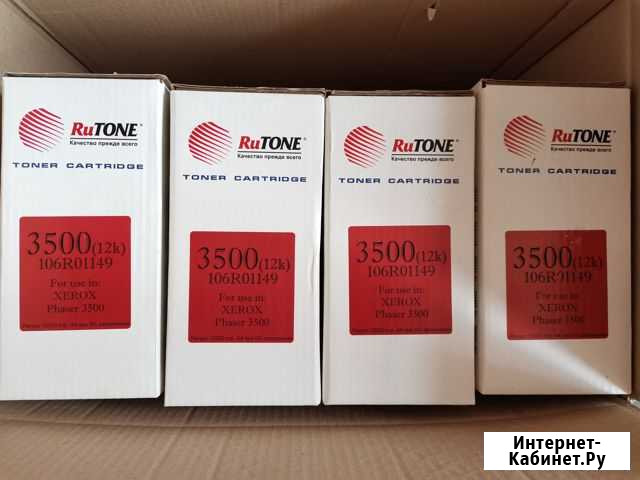 RuTONE®
Качество прежде всего
TONER CARTRIDGE
3500(12k)
106R01149
For use in:
XEROX
Phaser 3500
RuTONE®
Качество прежде всего
TONER CARTRIDGE
3500(12k)
106R01149
For use in:
XEROX
Phaser 3500
RuTONE®
Качество прежде всего
TONER CARTRIDGE
3500(12k)
106R01149
For use in:
XEROX
Phaser 3500
RuTONE®
Качество прежде всего
TONER CARTRIDGE
3500(12k)
106R01149
For use in:
XEROX
Phaser 3500
Интернет-
Кабинет.Ру